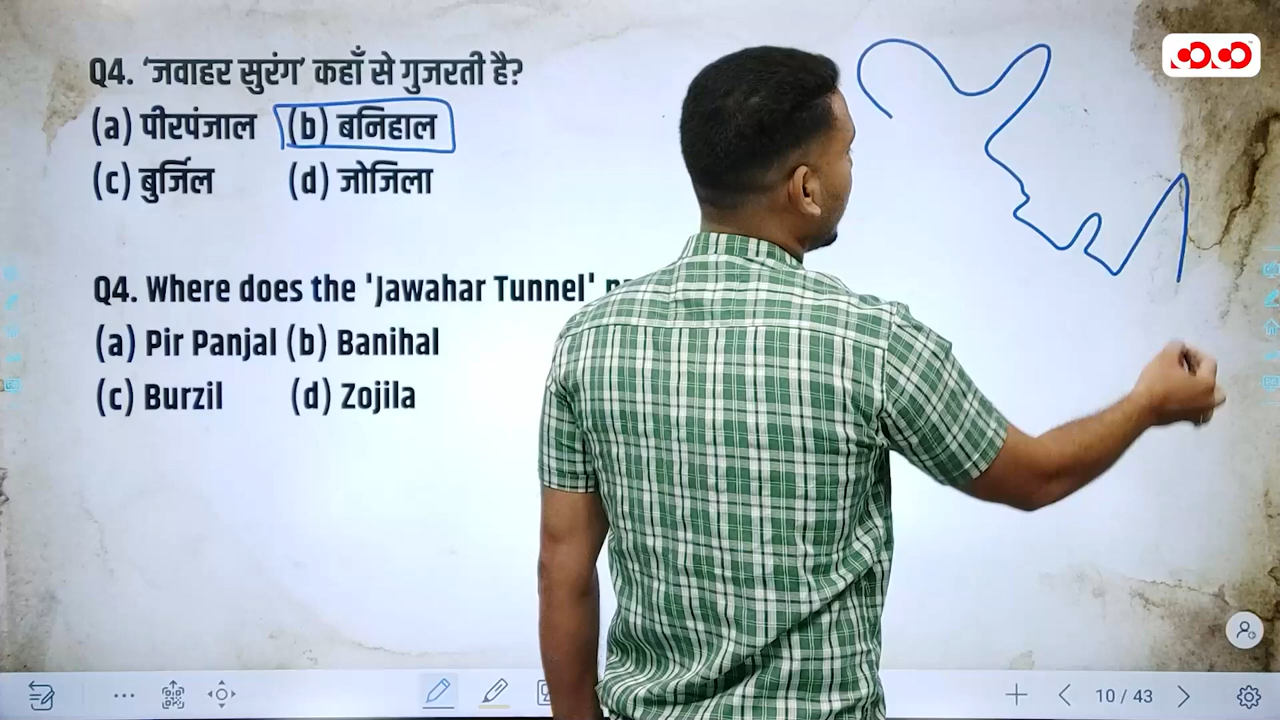 Q4. ‘जवाहर सुरंग’ कहाँ से गुजरती है?
(a) पीरपंजाल (b) बनिहाल
(c) बुर्जिल (d) जोजिला
Q4. Where does the 'Jawahar Tunnel'
(a) Pir Panjal (b) Banihal
(c) Burzil (d) Zojila
10 / 43